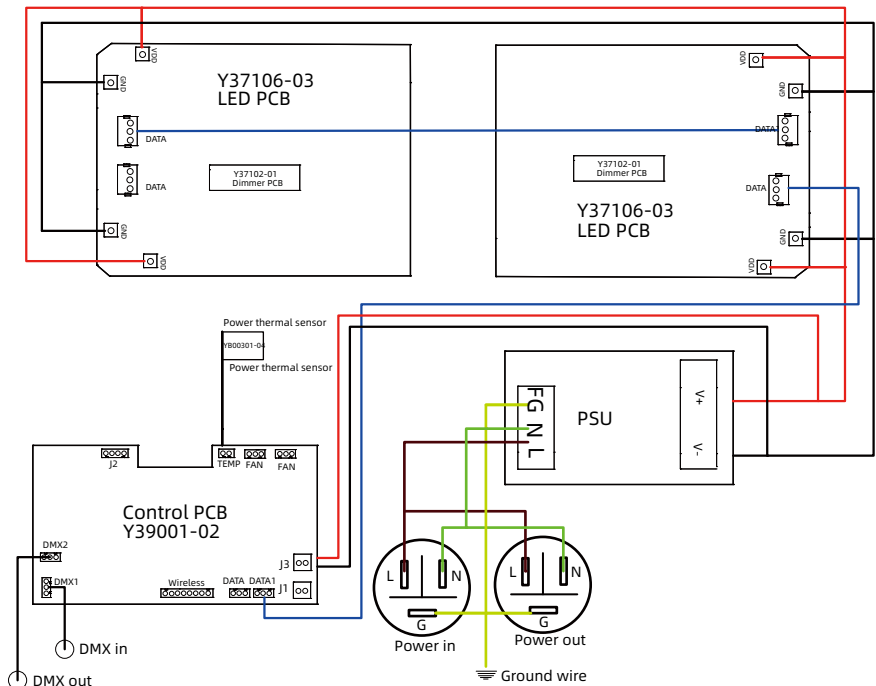 VDD
VDD
Y37106-03
LED PCB
GND
GND
DATA
DATA
Y37102-01
Dimmer PCB
Y37102-01
Dimmer PCB
DATA
DATA
Y37106-03
LED PCB
GND
GND
VDD
VDD
Power thermal sensor
YB00301-04
Power thermal sensor
FG
N
L
PSU
V+
V-
J2
TEMP
FAN
FAN
Control PCB
Y39001-02
DMX2
J3
DMX1
Wireless
DATA
DATA1
J1
L
N
G
Power in
L
N
G
Power out
DMX in
DMX out
Ground wire